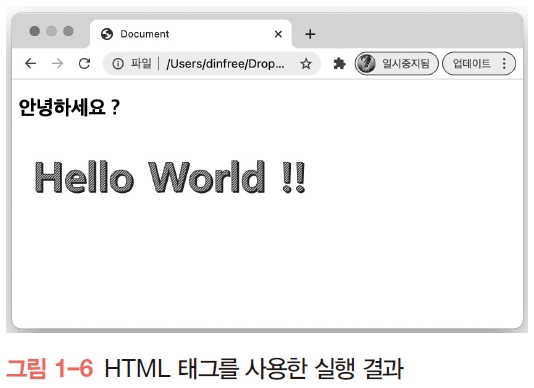 Document
파일 | /Users/dinfree/Drop... 일시중지됨 업데이트
안녕하세요 ?
Hello World !!
그림 1-6 HTML 태그를 사용한 실행 결과